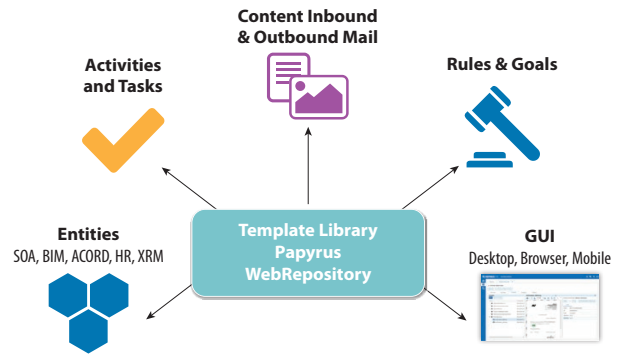 Content Inbound
& Outbound Mail
Activities
and Tasks
Rules & Goals
Template Library
Papyrus
WebRepository
Entities
SOA, BIM, ACORD, HR, XRM
GUI
Desktop, Browser, Mobile